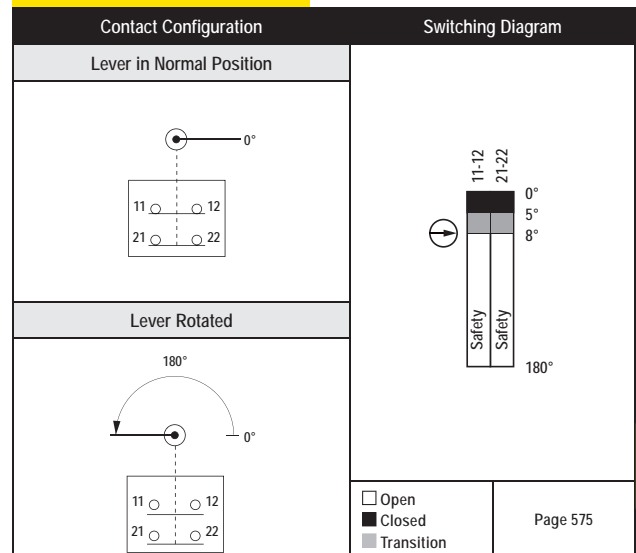 Contact Configuration
Switching Diagram
Lever in Normal Position
0°
11 12
21 22
Lever Rotated
180°
0°
11 12
21 22
11-12
21-22
0°
5°
8°
Safety
Safety
180°
Open
Closed
Transition
Page 575